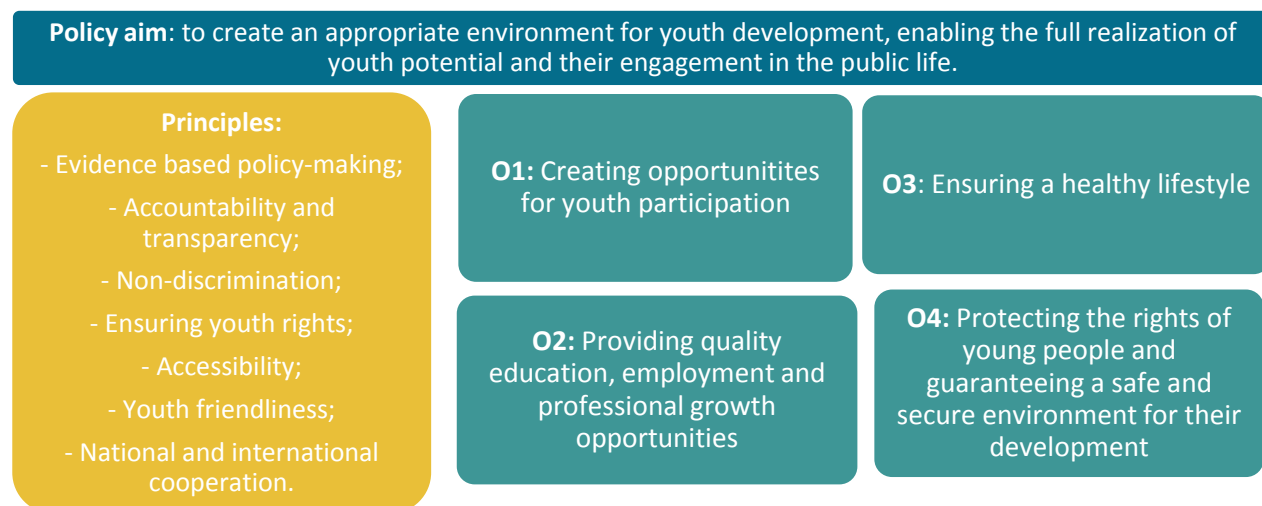 Policy aim: to create an appropriate environment for youth development, enabling the full realization of
youth potential and their engagement in the public life.
Principles:
- Evidence based policy-making;
- Accountability and
transparency;
- Non-discrimination;
- Ensuring youth rights;
- Accessibility;
- Youth friendliness;
- National and international
cooperation.
O1: Creating opportunitites
for youth participation
O3: Ensuring a healthy lifestyle
O2: Providing quality
education, employment and
professional growth
opportunities
O4: Protecting the rights of
young people and
guaranteeing a safe and
secure environment for their
development